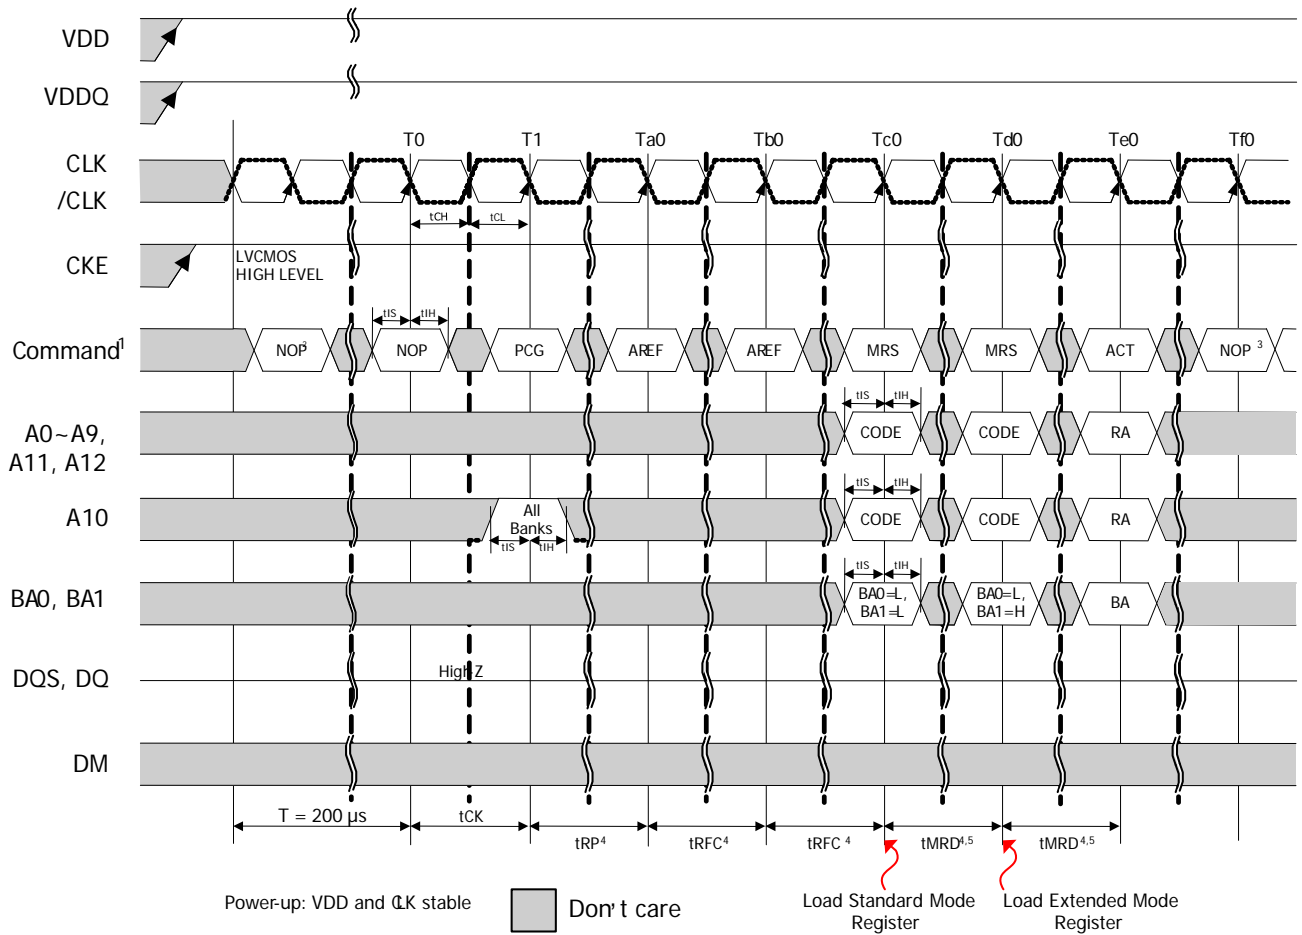 VDD
VDDQ
T0 T1 Ta0 Tb0 Tc0 Td0 Te0 Tf0
CLK
/CLK
tCH tCL
CKE
LVCMOS
HIGH LEVEL
tIS tIH
Command1 NOP2 NOP PCG AREF AREF MRS MRS ACT NOP 3
tIS tIH
A0~A9,
A11, A12
CODE CODE RA
tIS tIH
A10
All
Banks
CODE CODE RA
tIS tIH
tIS tIH
BA0, BA1
BA0=L,
BA1=L
BA0=L,
BA1=H
BA
DQS, DQ
High-Z
DM
T = 200 µs tCK
tRP4 tRFC4 tRFC 4 tMRD4,5 tMRD4,5
Power-up: VDD and CLK stable
Don't care
Load Standard Mode
Register
Load Extended Mode
Register